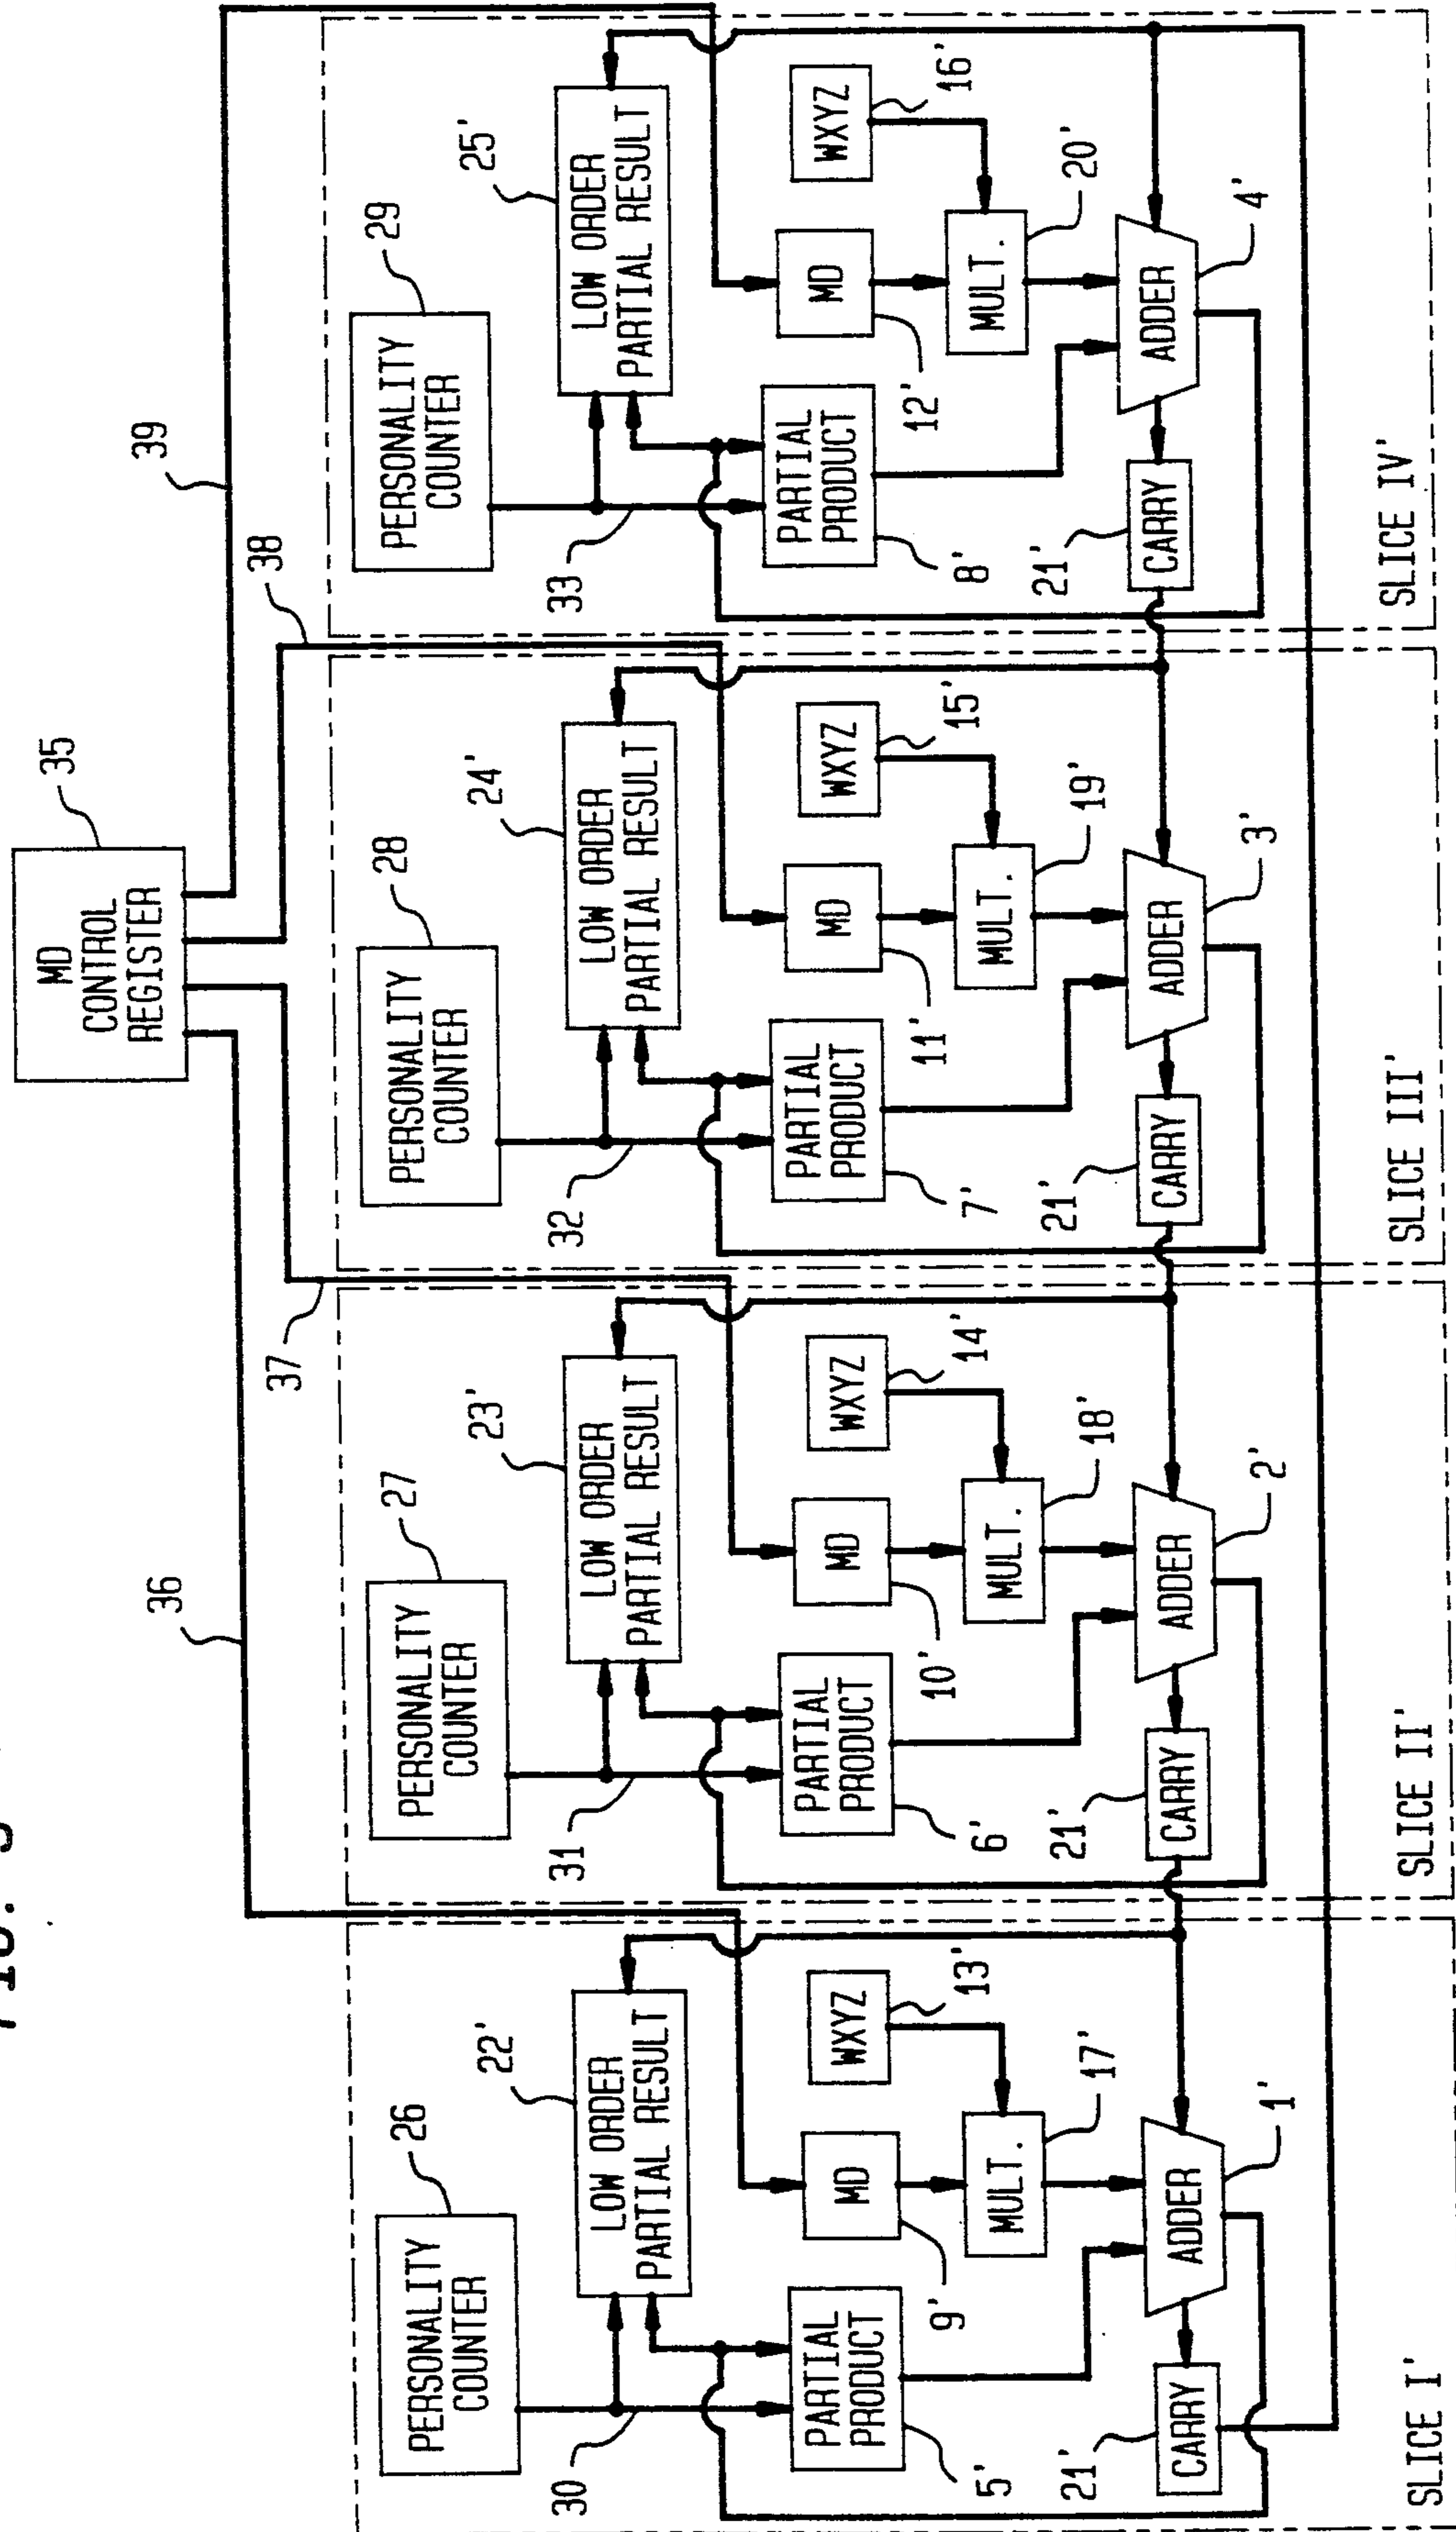 MD
CONTROL
REGISTER
35
36
37
38
39
PERSONALITY
COUNTER
26
30
LOW ORDER
PARTIAL RESULT
22'
PARTIAL
PRODUCT
5'
MD
9'
WXYZ
13'
MULT.
17'
ADDER
1'
CARRY
21'
SLICE I'
PERSONALITY
COUNTER
27
31
LOW ORDER
PARTIAL RESULT
23'
PARTIAL
PRODUCT
6'
MD
10'
WXYZ
14'
MULT.
18'
ADDER
2'
CARRY
21'
SLICE II'
PERSONALITY
COUNTER
28
32
LOW ORDER
PARTIAL RESULT
24'
PARTIAL
PRODUCT
7'
MD
11'
WXYZ
15'
MULT.
19'
ADDER
3'
CARRY
21'
SLICE III'
PERSONALITY
COUNTER
29
33
LOW ORDER
PARTIAL RESULT
25'
PARTIAL
PRODUCT
8'
MD
12'
WXYZ
16'
MULT.
20'
ADDER
4'
CARRY
21'
SLICE IV'